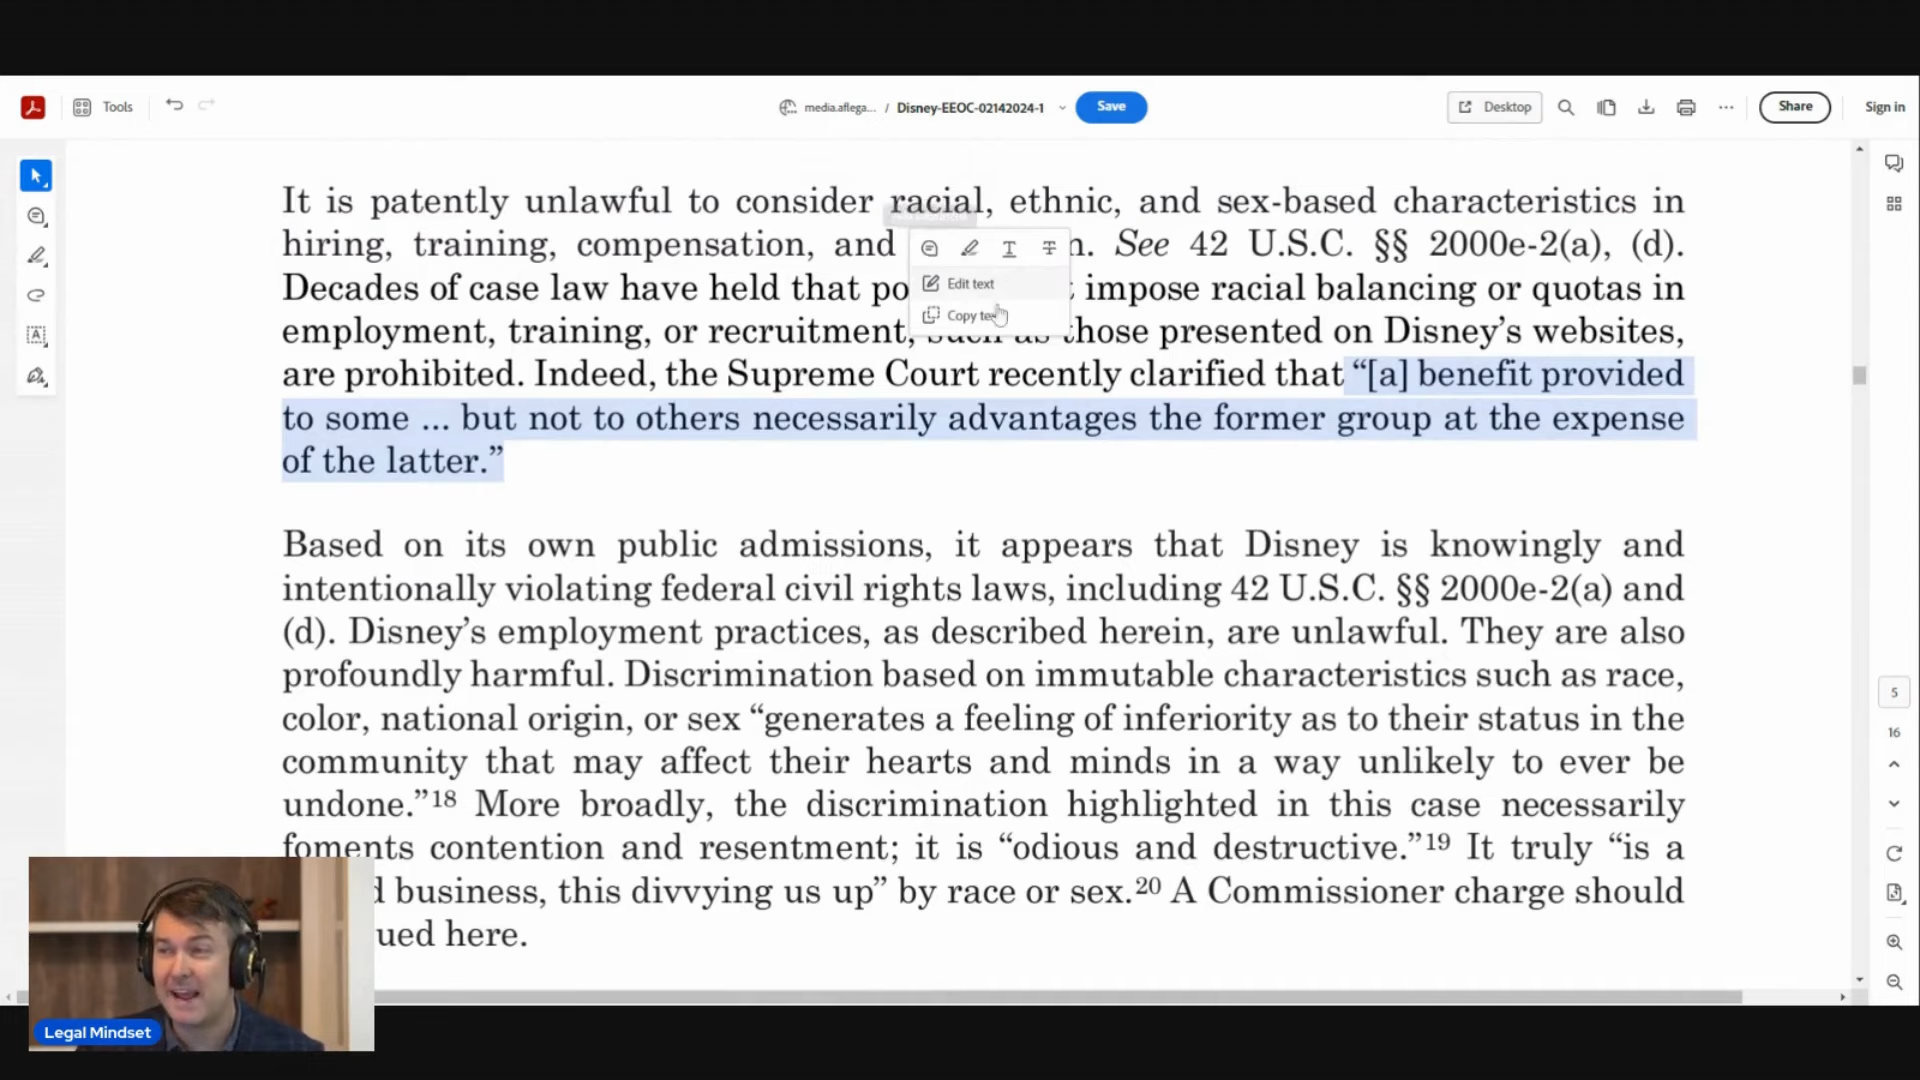 Tools
media.aflega... / Disney-EEOC-02142024-1
Save
Desktop
Share
Sign in
It is patently unlawful to consider racial, ethnic, and sex-based characteristics in
hiring, training, compensation, and n. See 42 U.S.C. §§ 2000e-2(a), (d).
Decades of case law have held that po t impose racial balancing or quotas in
employment, training, or recruitment, such as those presented on Disney’s websites,
are prohibited. Indeed, the Supreme Court recently clarified that “[a] benefit provided
to some ... but not to others necessarily advantages the former group at the expense
of the latter.”
Edit text
Copy text
Based on its own public admissions, it appears that Disney is knowingly and
intentionally violating federal civil rights laws, including 42 U.S.C. §§ 2000e-2(a) and
(d). Disney’s employment practices, as described herein, are unlawful. They are also
profoundly harmful. Discrimination based on immutable characteristics such as race,
color, national origin, or sex “generates a feeling of inferiority as to their status in the
community that may affect their hearts and minds in a way unlikely to ever be
undone.”18 More broadly, the discrimination highlighted in this case necessarily
foments contention and resentment; it is “odious and destructive.”19 It truly “is a
d business, this divvying us up” by race or sex.20 A Commissioner charge should
ued here.
5
16
Legal Mindset